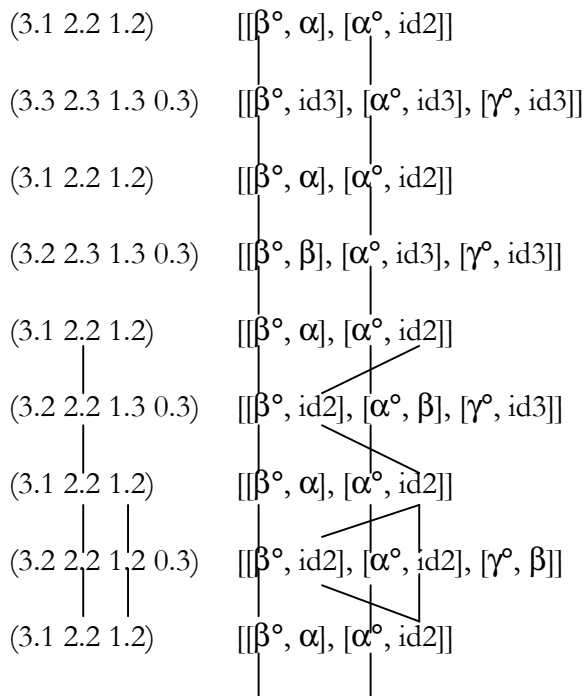 (3.1 2.2 1.2) [[β°, α], [α°, id2]]
(3.3 2.3 1.3 0.3) [[β°, id3], [α°, id3], [γ°, id3]]
(3.1 2.2 1.2) [[β°, α], [α°, id2]]
(3.2 2.3 1.3 0.3) [[β°, β], [α°, id3], [γ°, id3]]
(3.1 2.2 1.2) [[β°, α], [α°, id2]]
(3.2 2.2 1.3 0.3) [[β°, id2], [α°, β], [γ°, id3]]
(3.1 2.2 1.2) [[β°, α], [α°, id2]]
(3.2 2.2 1.2 0.3) [[β°, id2], [α°, id2], [γ°, β]]
(3.1 2.2 1.2) [[β°, α], [α°, id2]]